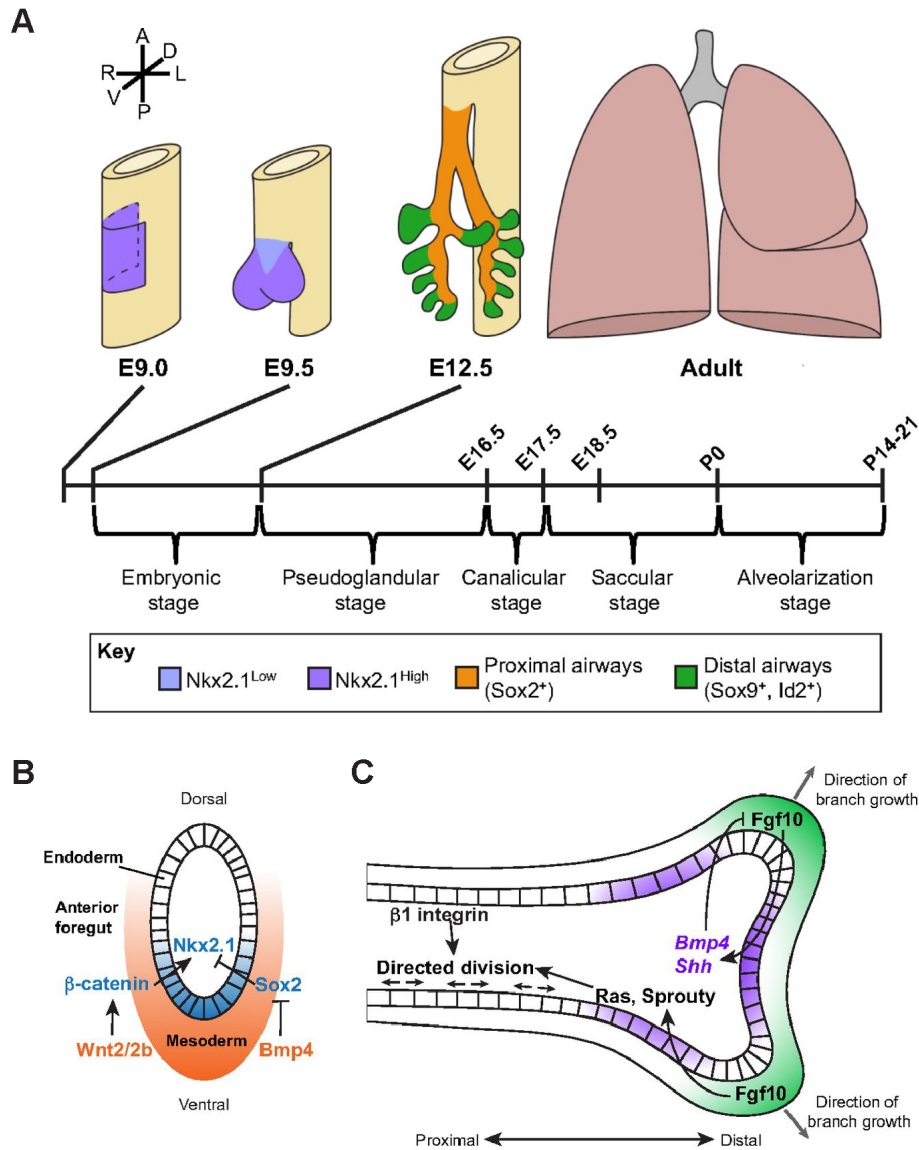 A
A
D
R
L
V
P
E9.0
E9.5
E12.5
Adult
E16.5
E17.5
E18.5
P0
P14-21
Embryonic
stage
Pseudoglandular
stage
Canalicular
stage
Saccular
stage
Alveolarization
stage
Key
Nkx2.1Low
Nkx2.1High
Proximal airways
(Sox2+)
Distal airways
(Sox9+, Id2+)
B
Dorsal
Endoderm
Anterior
foregut
Nkx2.1
β-catenin
Sox2
Mesoderm
Wnt2/2b
Bmp4
Ventral
C
Direction of
branch growth
Fgf10
β1 integrin
Bmp4
Shh
Directed division
Ras, Sprouty
Fgf10
Direction of
branch growth
Proximal
Distal